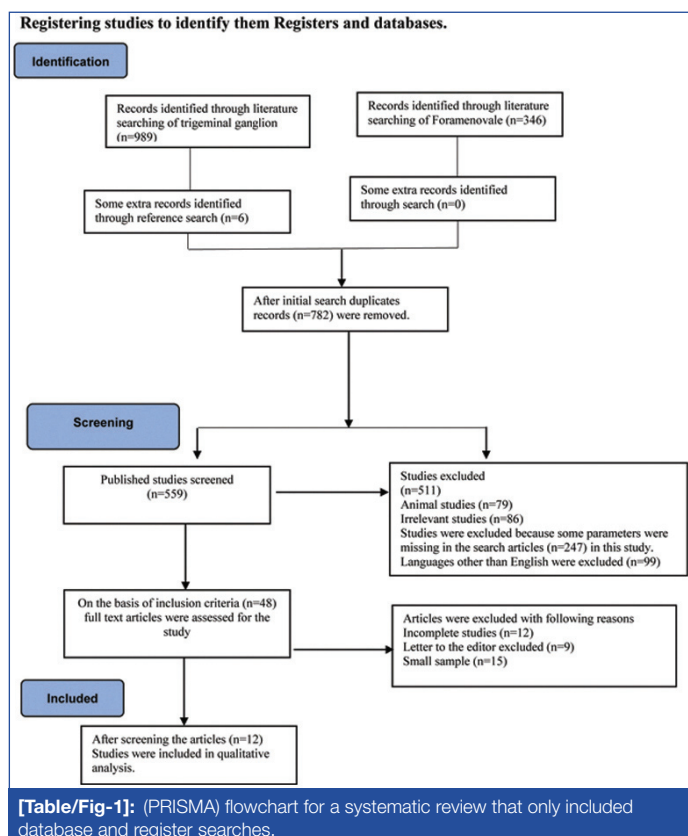 Registering studies to identify them Registers and databases.
Identification
Records identified through literature
searching of trigeminal ganglion
(n=989)
Records identified through literature
searching of Foramenovale (n=346)
Some extra records identified
through reference search (n=6)
Some extra records identified
through search (n=0)
After initial search duplicates
records (n=782) were removed.
Screening
Published studies screened
(n=559)
Studies excluded
(n=511)
Animal studies (n=79)
Irrelevant studies (n=86)
Studies were excluded because some parameters were
missing in the search articles (n=247) in this study.
Languages other than English were excluded (n=99)
On the basis of inclusion criteria (n=48)
full text articles were assessed for the
study
Articles were excluded with following reasons
Incomplete studies (n=12)
Letter to the editor excluded (n=9)
Small sample (n=15)
Included
After screening the articles (n=12)
Studies were included in qualitative
analysis.
[Table/Fig-1]: (PRISMA) flowchart for a systematic review that only included
database and register searches.